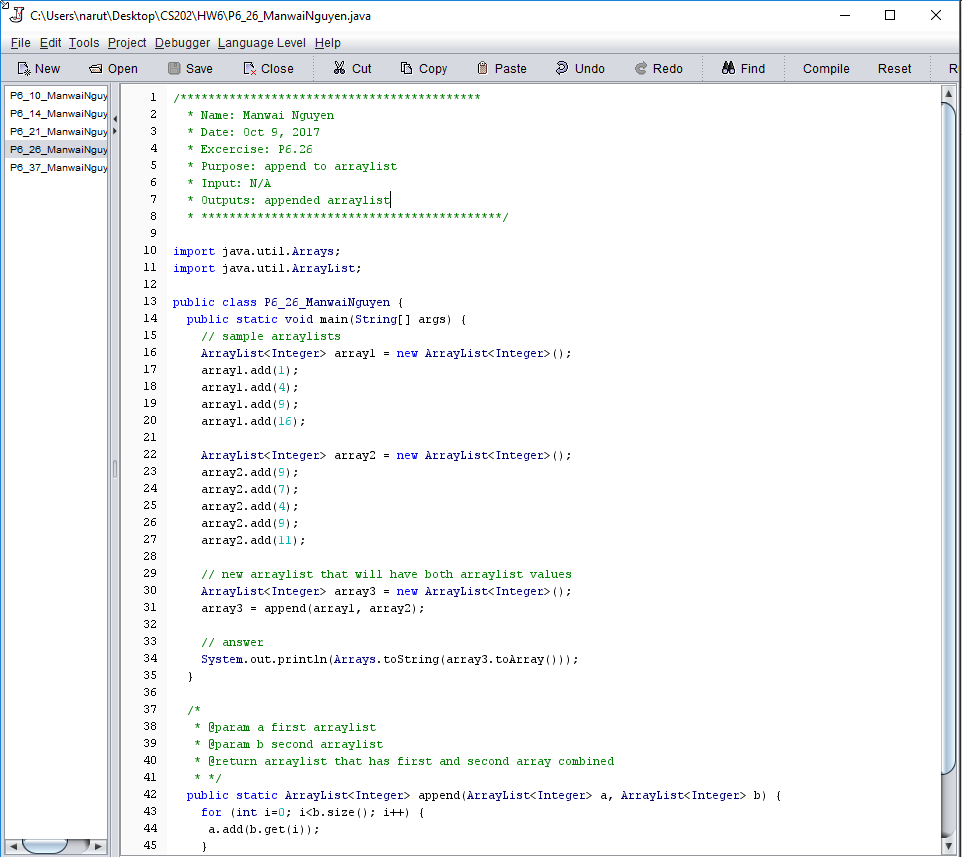 C:\Users\narut\Desktop\CS202\HW6\P6_26_ManwaiNguyen.java
File Edit Tools Project Debugger Language Level Help
New Open Save Close Cut Copy Paste Undo Redo Find Compile Reset R
P6_10_ManwaiNguy
P6_14_ManwaiNguy
P6_21_ManwaiNguy
P6_26_ManwaiNguy
P6_37_ManwaiNguy
1 /*******************************************
2 * Name: Manwai Nguyen
3 * Date: Oct 9, 2017
4 * Excercise: P6.26
5 * Purpose: append to arraylist
6 * Input: N/A
7 * Outputs: appended arraylist
8 * *******************************************/
9
10 import java.util.Arrays;
11 import java.util.ArrayList;
12
13 public class P6_26_ManwaiNguyen {
14 public static void main(String[] args) {
15 // sample arraylists
16 ArrayList<Integer> array1 = new ArrayList<Integer>();
17 array1.add(1);
18 array1.add(4);
19 array1.add(9);
20 array1.add(16);
21
22 ArrayList<Integer> array2 = new ArrayList<Integer>();
23 array2.add(9);
24 array2.add(7);
25 array2.add(4);
26 array2.add(9);
27 array2.add(11);
28
29 // new arraylist that will have both arraylist values
30 ArrayList<Integer> array3 = new ArrayList<Integer>();
31 array3 = append(array1, array2);
32
33 // answer
34 System.out.println(Arrays.toString(array3.toArray()));
35 }
36
37 /*
38 * @param a first arraylist
39 * @param b second arraylist
40 * @return arraylist that has first and second array combined
41 * */
42 public static ArrayList<Integer> append(ArrayList<Integer> a, ArrayList<Integer> b) {
43 for (int i=0; i<b.size(); i++) {
44 a.add(b.get(i));
45 }